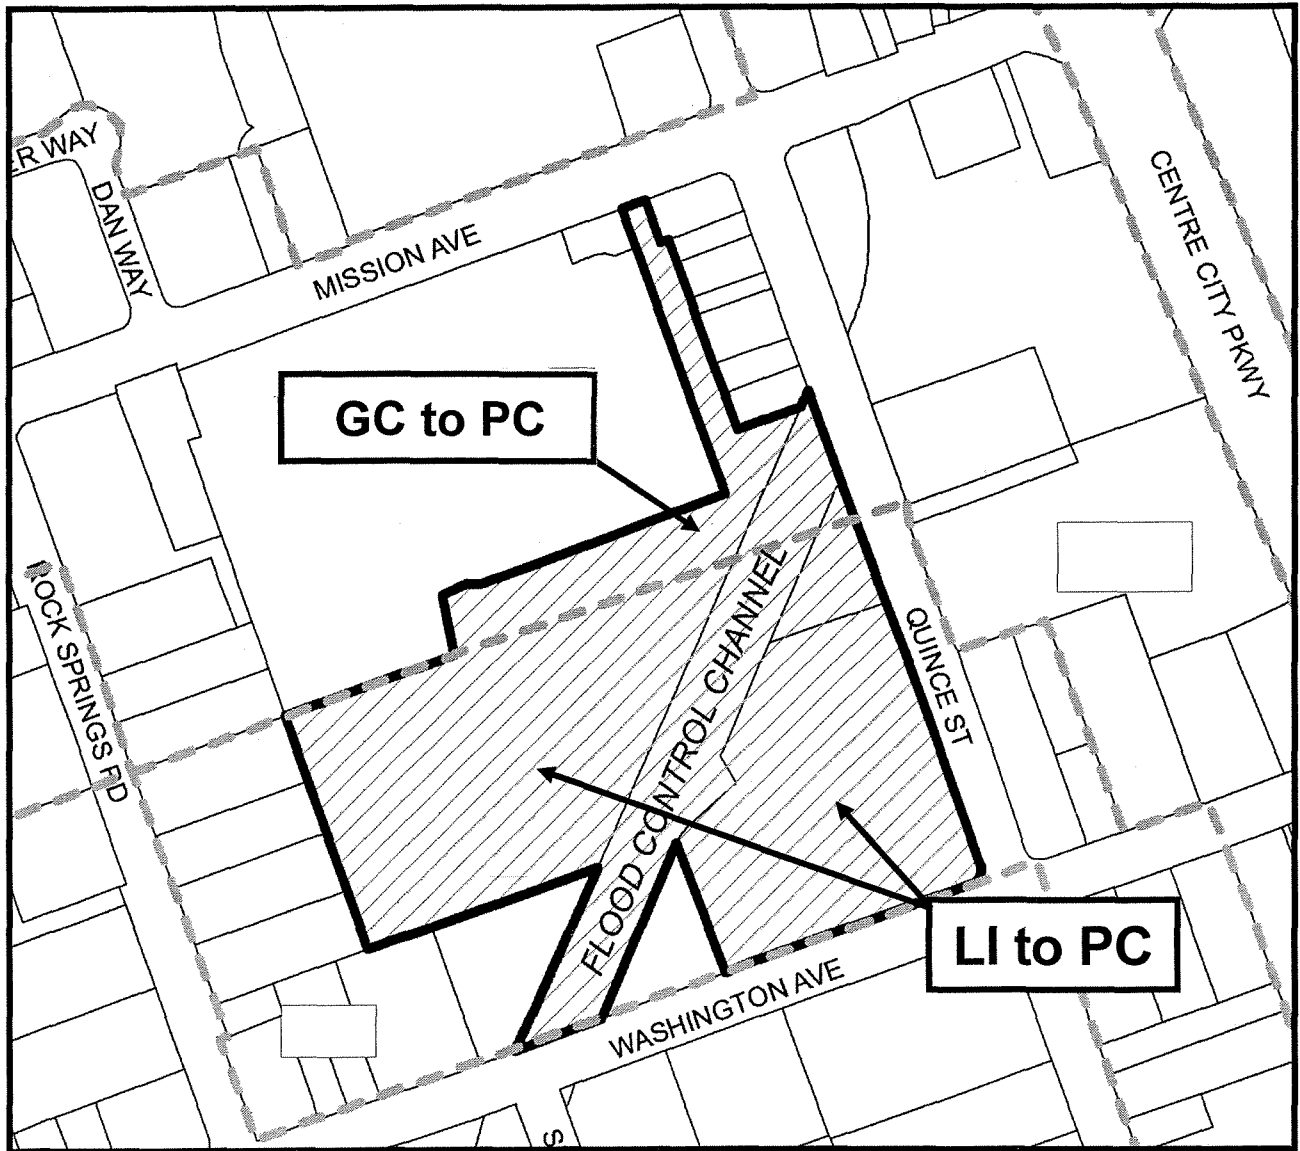 ER WAY
DAN WAY
MISSION AVE
CENTRE CITY PKWY
GC to PC
ROCK SPRINGS RD
FLOOD CONTROL CHANNEL
QUINCE ST
LI to PC
WASHINGTON AVE
S